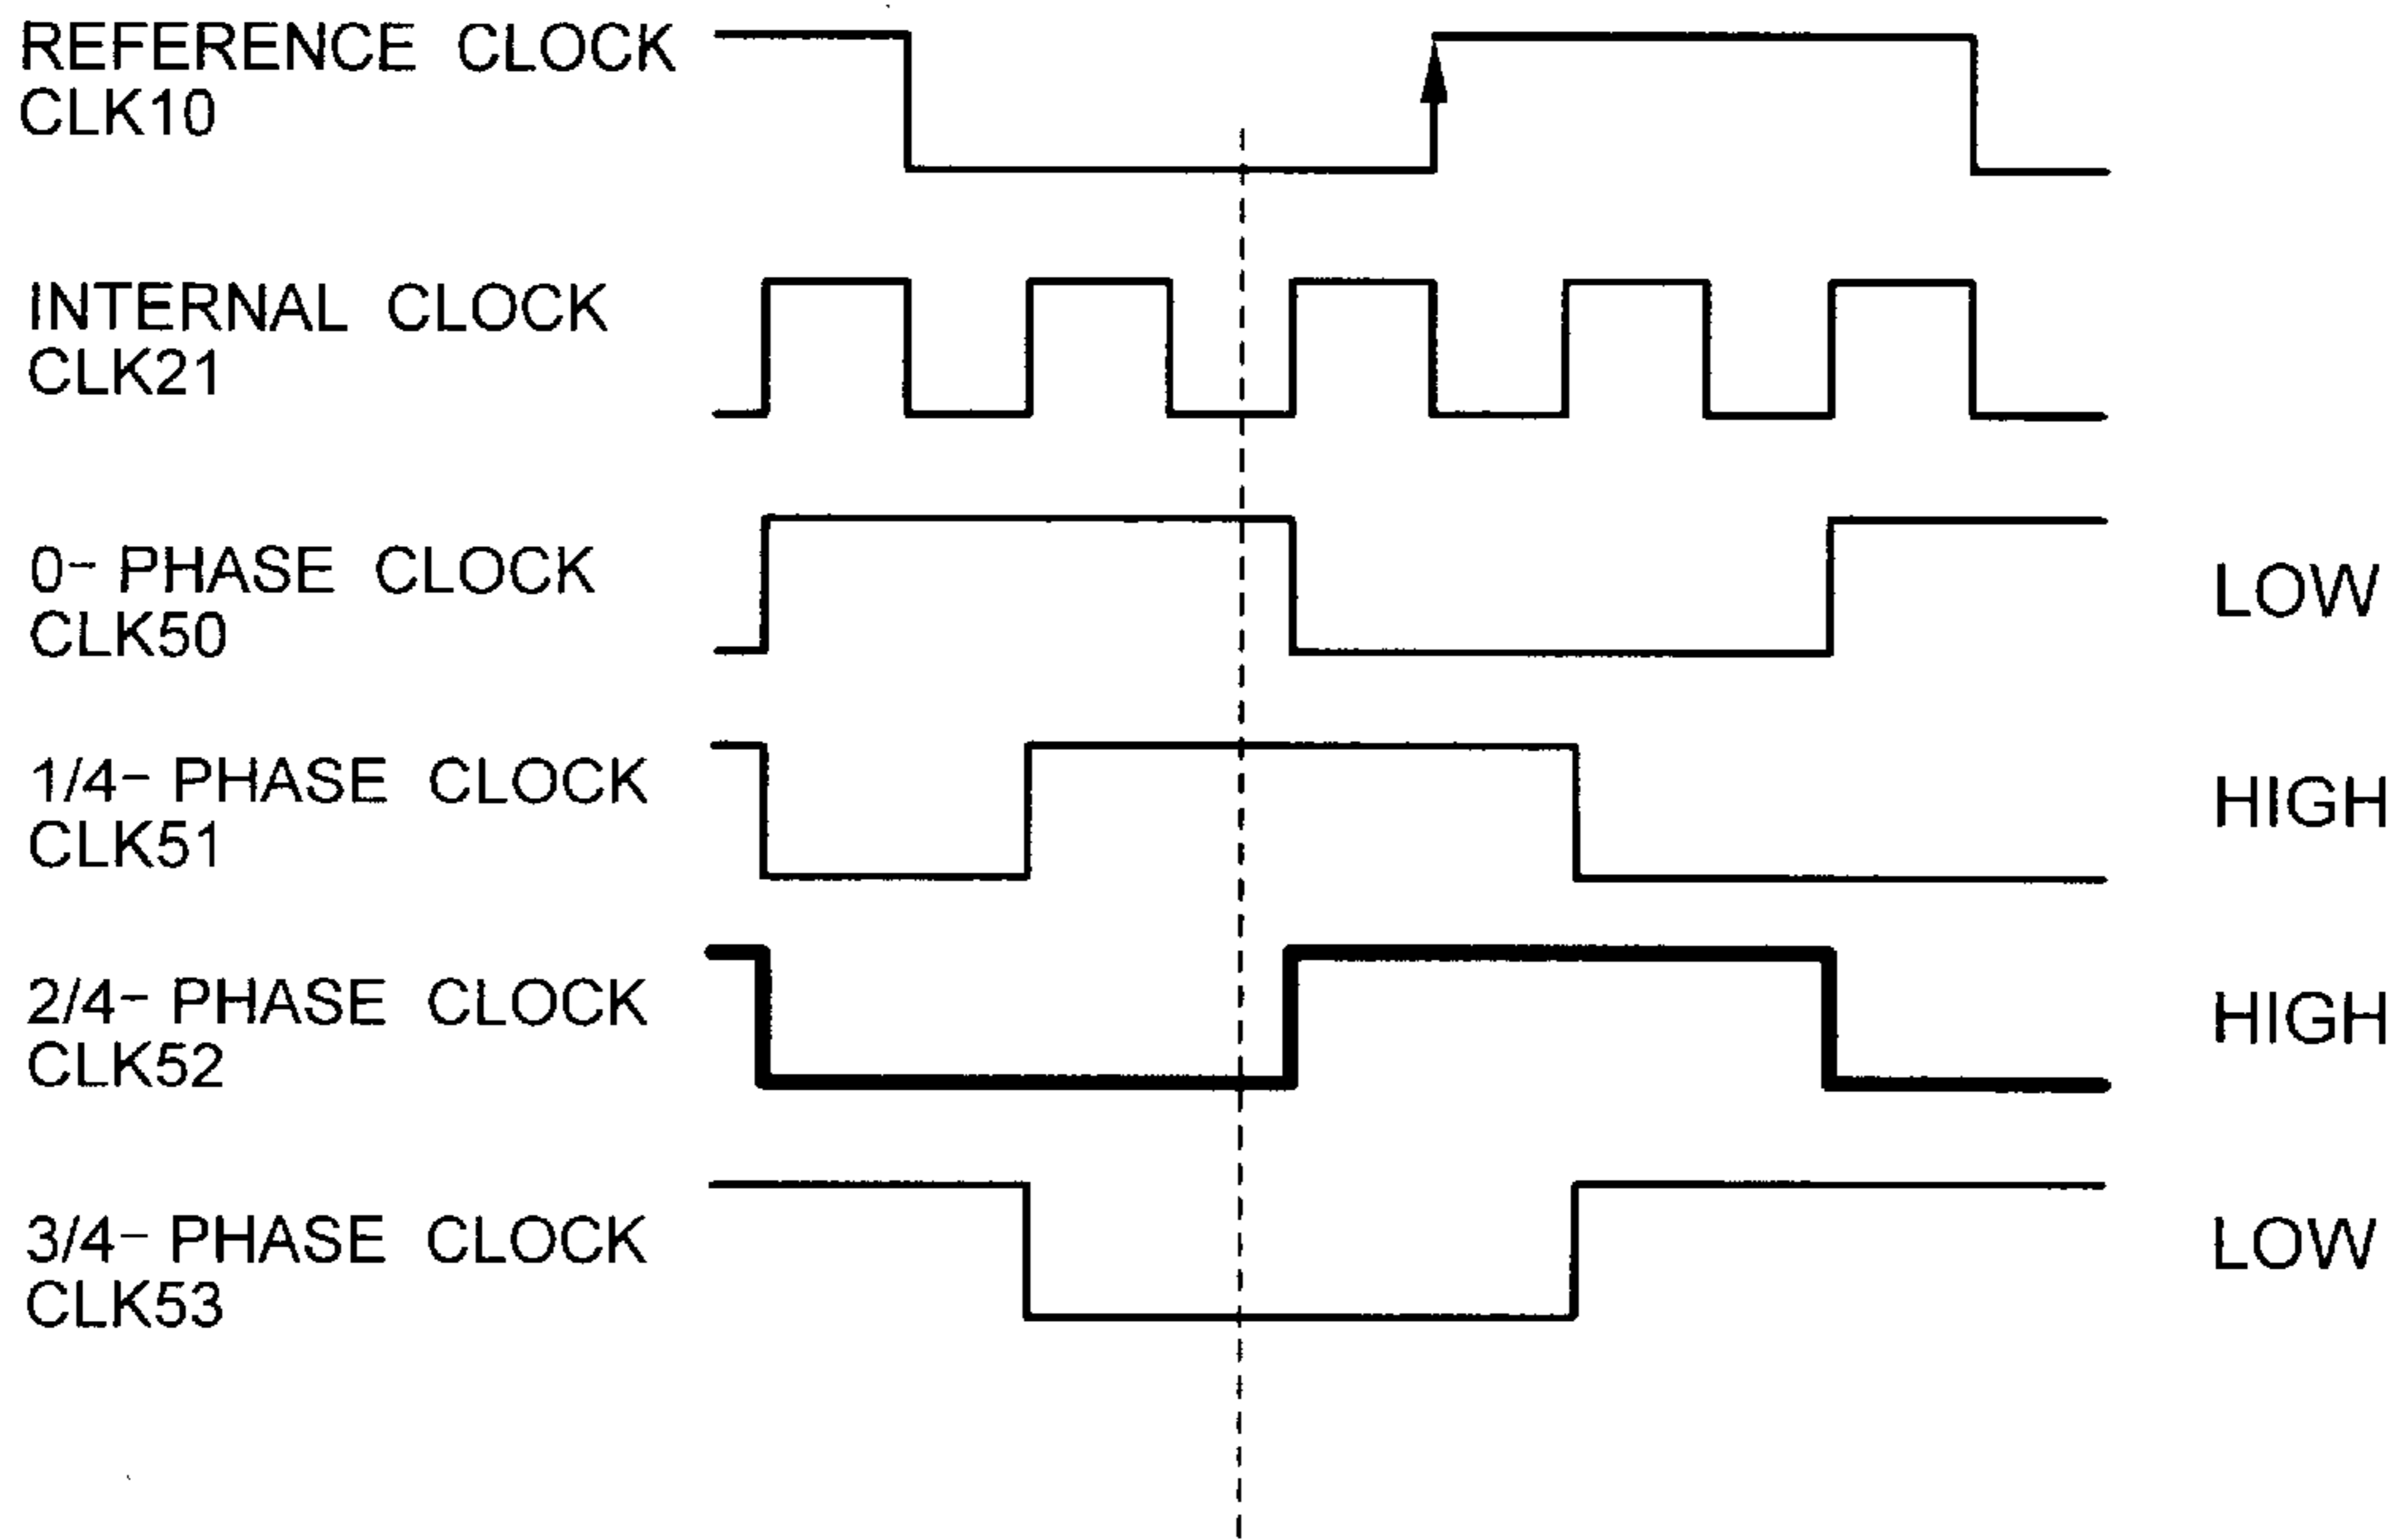 REFERENCE CLOCK
CLK10
INTERNAL CLOCK
CLK21
0- PHASE CLOCK
CLK50
LOW
1/4- PHASE CLOCK
CLK51
HIGH
2/4- PHASE CLOCK
CLK52
HIGH
3/4- PHASE CLOCK
CLK53
LOW